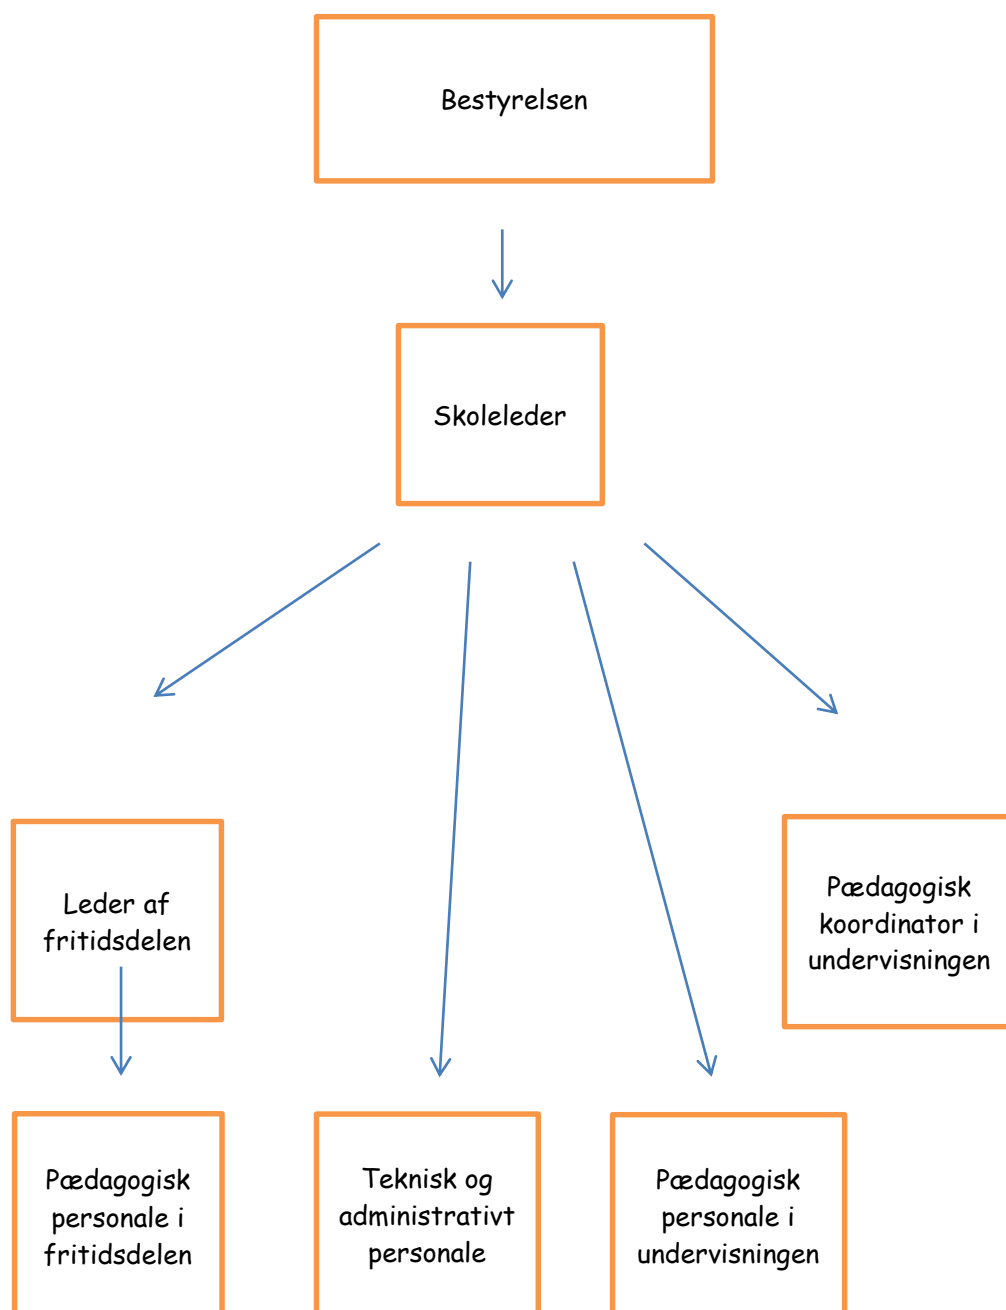 Bestyrelsen
Skoleleder
Leder af
fritidsdelen
Pædagogisk
koordinator i
undervisningen
Pædagogisk
personale i
fritidsdelen
Teknisk og
administrativt
personale
Pædagogisk
personale i
undervisningen